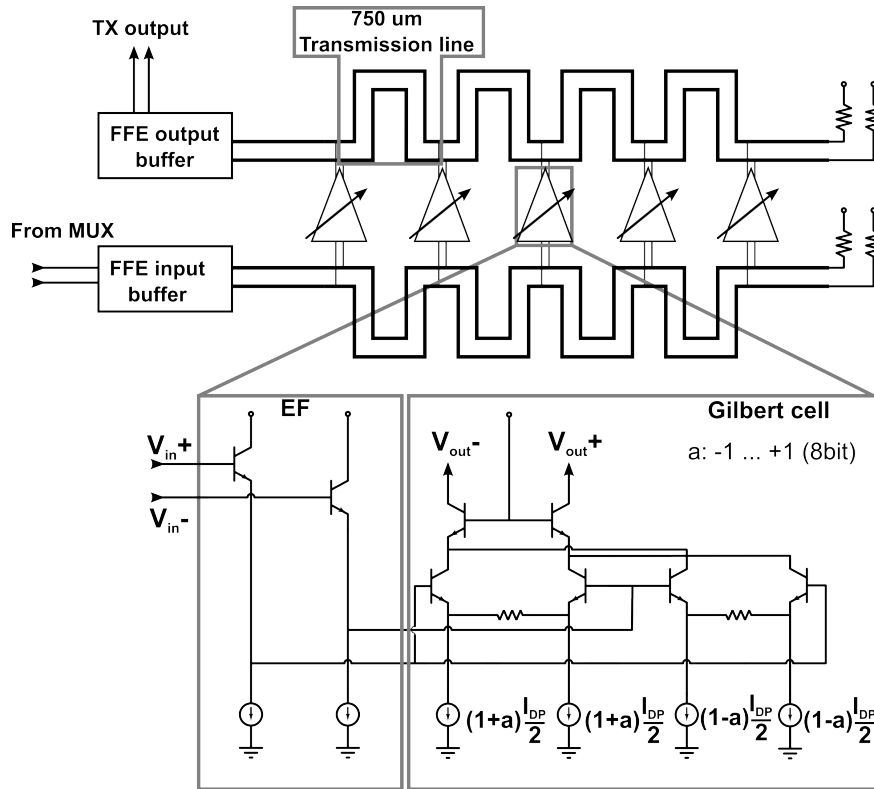 750 um
Transmission line
TX output
FFE output
buffer
From MUX
FFE input
buffer
EF
Gilbert cell
a: -1 ... +1 (8bit)
Vin+
Vin-
Vout-
Vout+
(1+a)IDP/2
(1+a)IDP/2
(1-a)IDP/2
(1-a)IDP/2